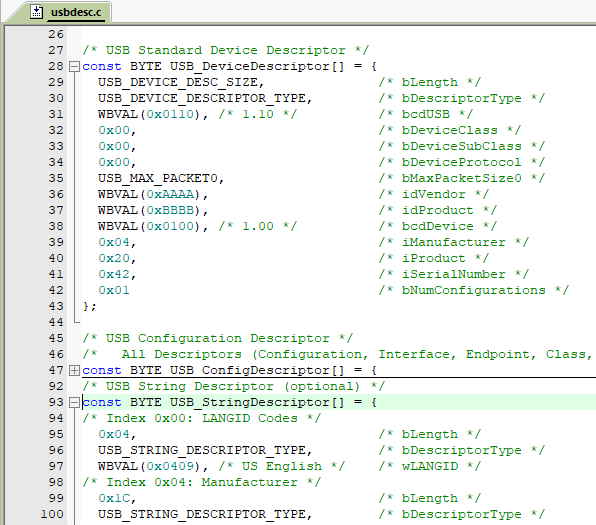 usbdesc.c
26
27 /* USB Standard Device Descriptor */
28 const BYTE USB_DeviceDescriptor[] = {
29 USB_DEVICE_DESC_SIZE, /* bLength */
30 USB_DEVICE_DESCRIPTOR_TYPE, /* bDescriptorType */
31 WBVAL(0x0110), /* 1.10 */ /* bcdUSB */
32 0x00, /* bDeviceClass */
33 0x00, /* bDeviceSubClass */
34 0x00, /* bDeviceProtocol */
35 USB_MAX_PACKET0, /* bMaxPacketSize0 */
36 WBVAL(0xAAAA), /* idVendor */
37 WBVAL(0xBBBB), /* idProduct */
38 WBVAL(0x0100), /* 1.00 */ /* bcdDevice */
39 0x04, /* iManufacturer */
40 0x20, /* iProduct */
41 0x42, /* iSerialNumber */
42 0x01 /* bNumConfigurations */
43 };
44
45 /* USB Configuration Descriptor */
46 /* All Descriptors (Configuration, Interface, Endpoint, Class,
47 const BYTE USB_ConfigDescriptor[] = {
92 /* USB String Descriptor (optional) */
93 const BYTE USB_StringDescriptor[] = {
94 /* Index 0x00: LANGID Codes */
95 0x04, /* bLength */
96 USB_STRING_DESCRIPTOR_TYPE, /* bDescriptorType */
97 WBVAL(0x0409), /* US English */ /* wLANGID */
98 /* Index 0x04: Manufacturer */
99 0x1C, /* bLength */
100 USB_STRING_DESCRIPTOR_TYPE, /* bDescriptorType */